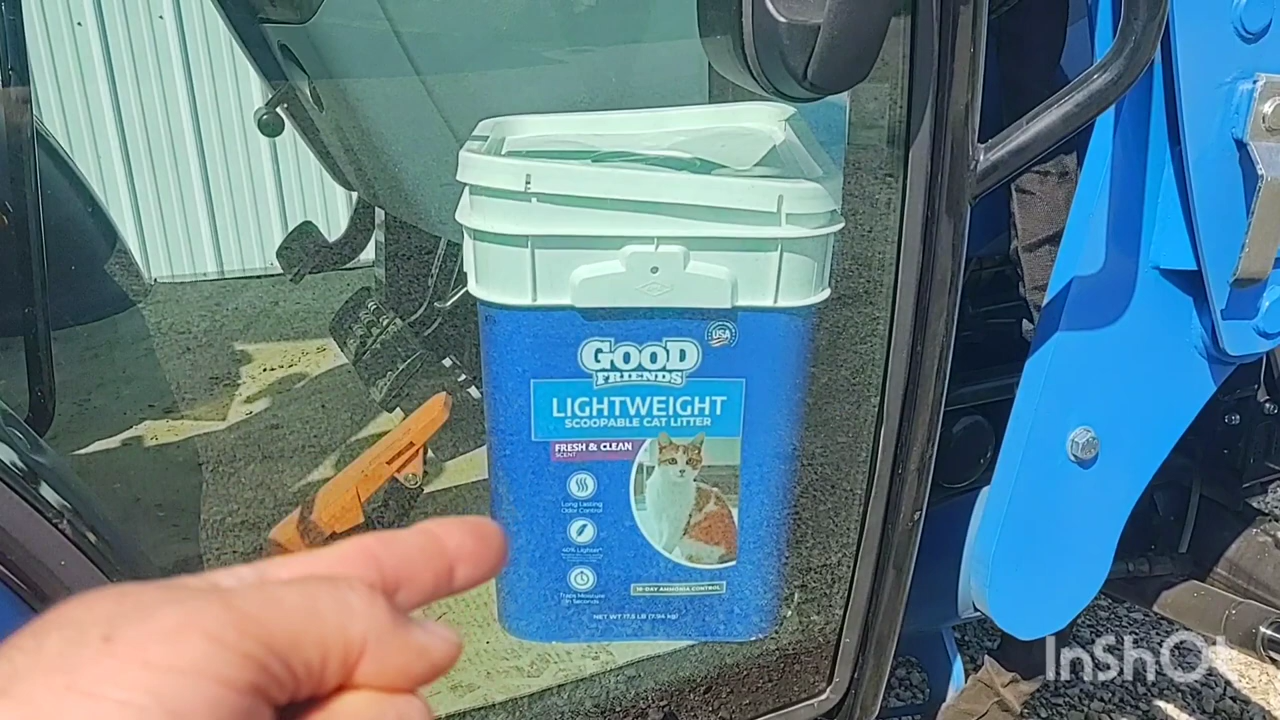 USA
GOOD
FRIENDS
LIGHTWEIGHT
SCOOPABLE CAT LITTER
FRESH & CLEAN
SCENT
Long Lasting
Odor Control
40% Lighter*
Traps Moisture
in Seconds
10-DAY AMMONIA CONTROL
NET WT 17.5 LB (7.94 kg)
InShOt